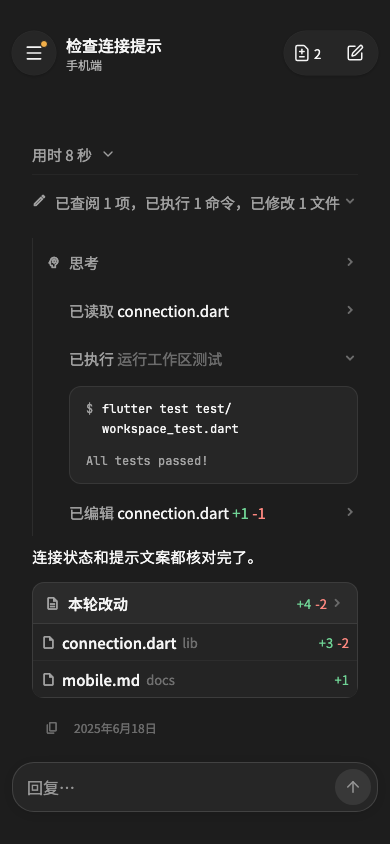 检查连接提示
手机端
2
用时 8 秒
已查阅 1 项，已执行 1 命令，已修改 1 文件
思考
已读取 connection.dart
已执行 运行工作区测试
$ flutter test test/
workspace_test.dart
All tests passed!
已编辑 connection.dart +1 -1
连接状态和提示文案都核对完了。
本轮改动 +4 -2
connection.dart lib +3 -2
mobile.md docs +1
2025年6月18日
回复…